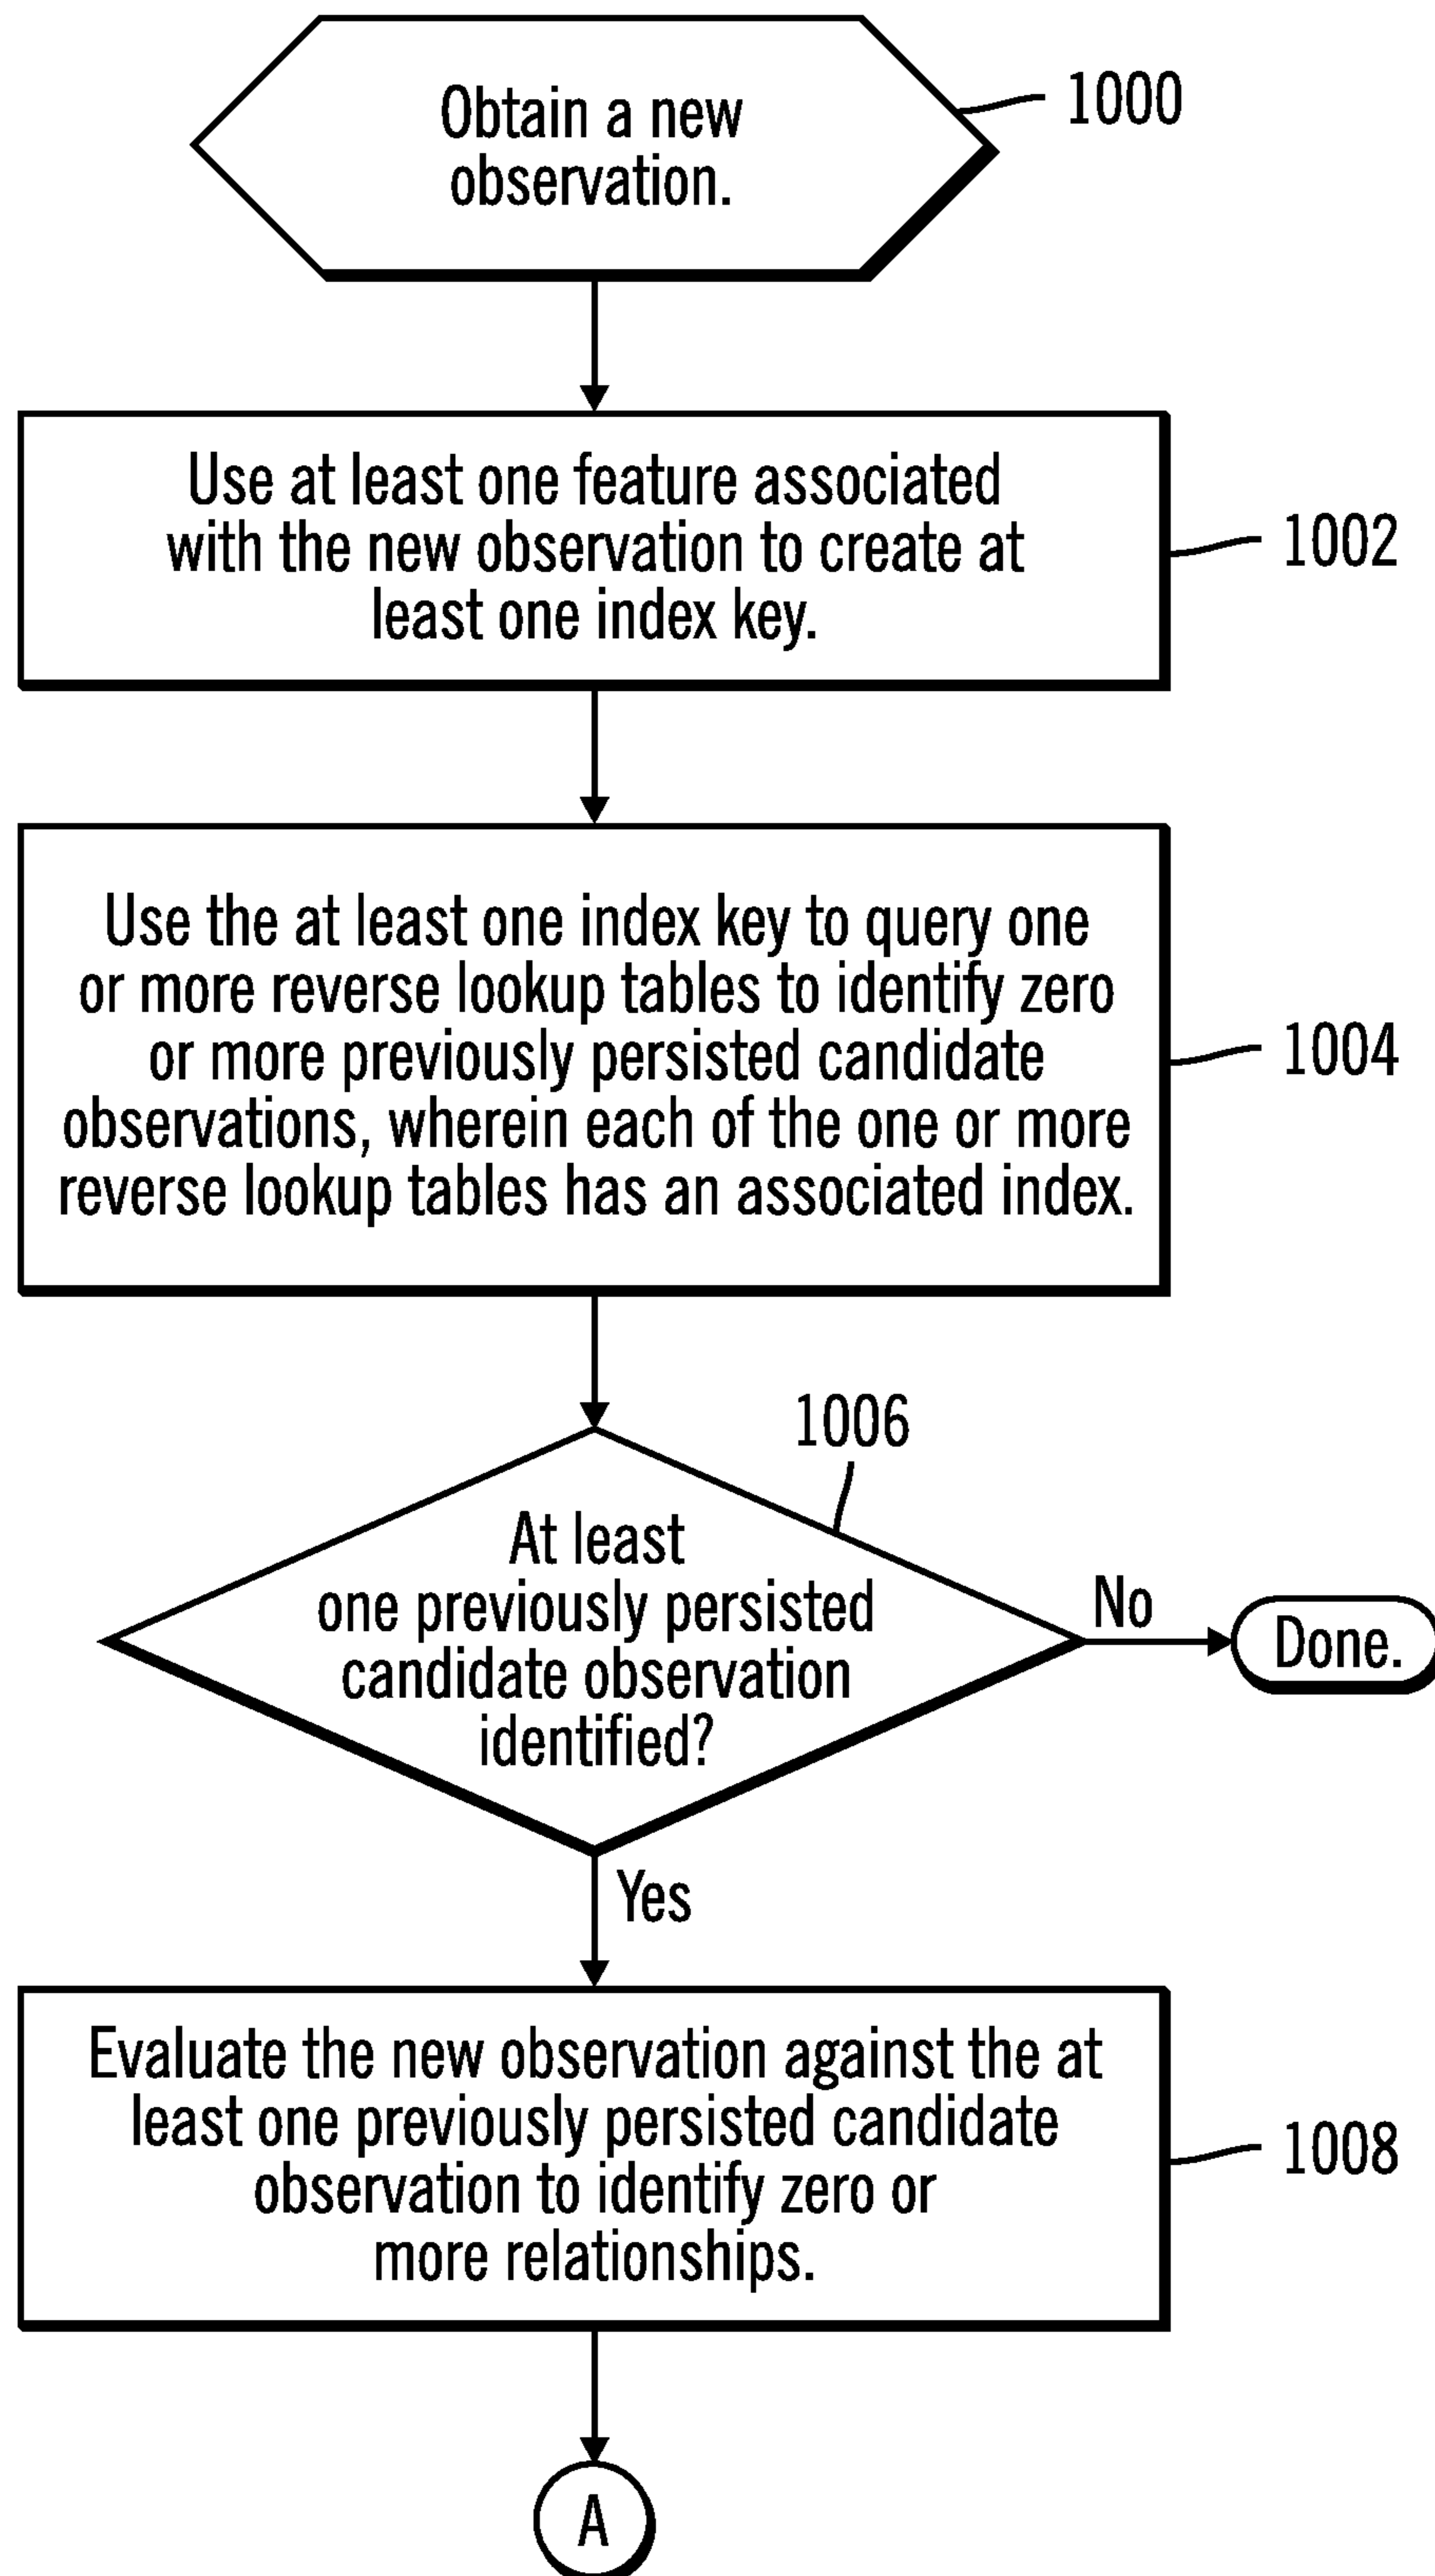 Obtain a new
observation.
1000
Use at least one feature associated
with the new observation to create at
least one index key.
1002
Use the at least one index key to query one
or more reverse lookup tables to identify zero
or more previously persisted candidate
observations, wherein each of the one or more
reverse lookup tables has an associated index.
1004
1006
At least
one previously persisted
candidate observation
identified?
No
Done.
Yes
Evaluate the new observation against the at
least one previously persisted candidate
observation to identify zero or
more relationships.
1008
A